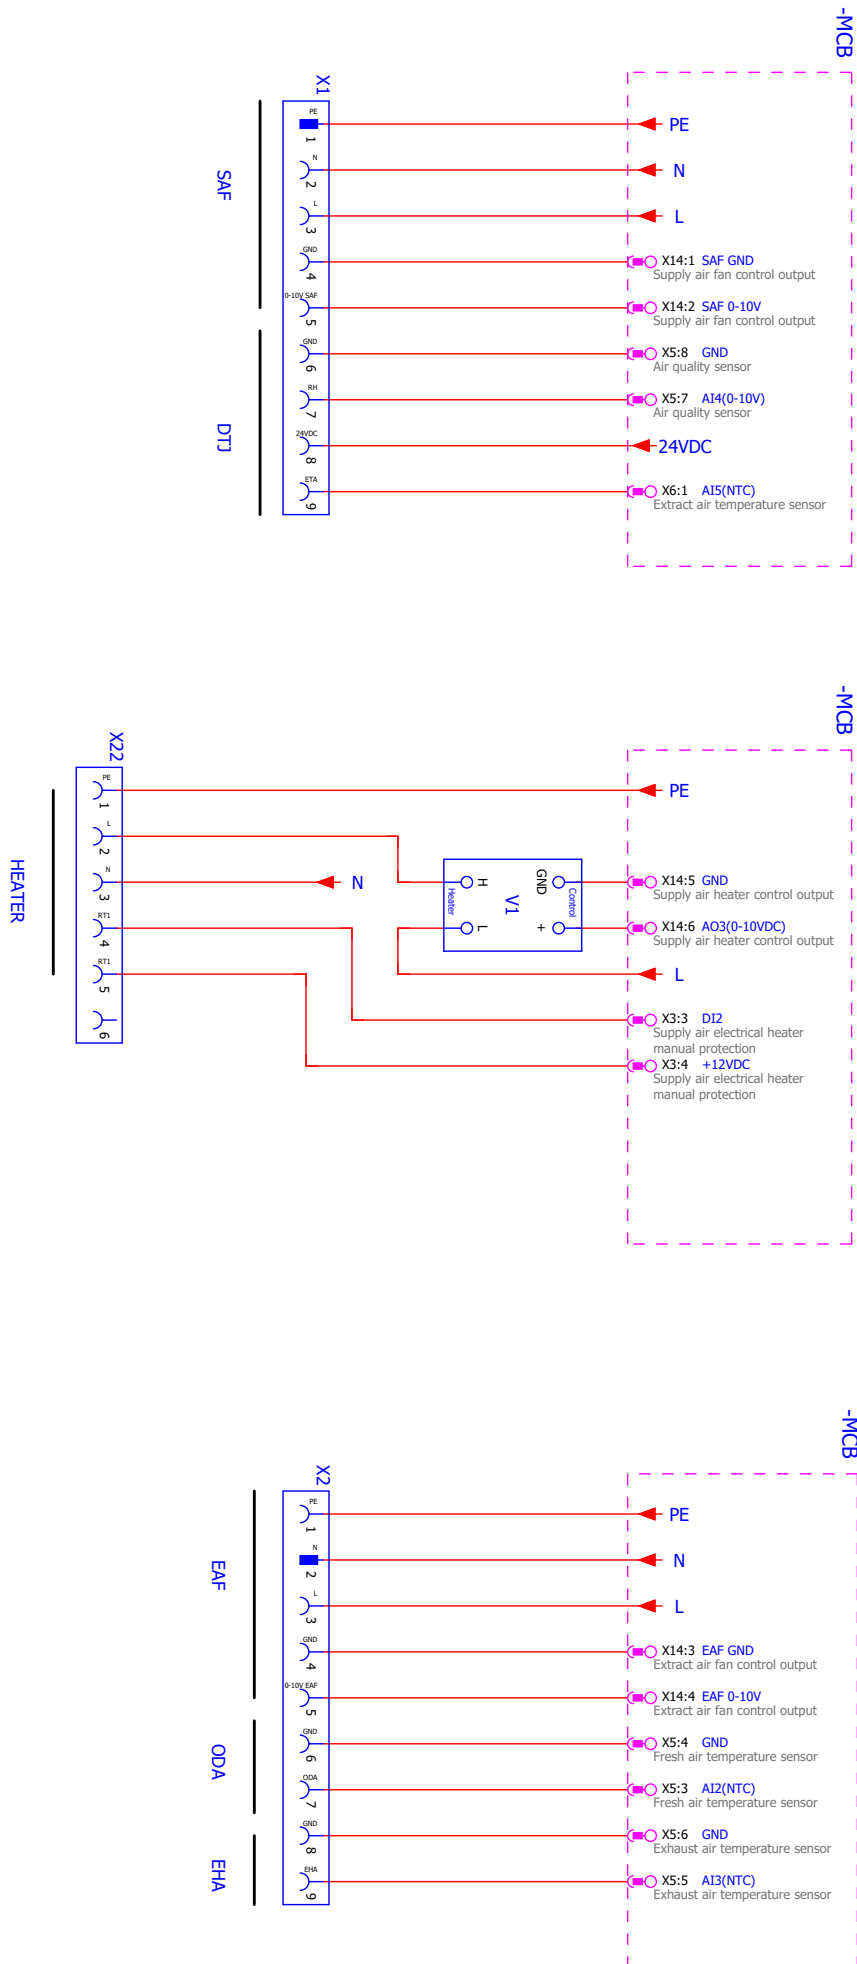 -MCB
X1
SAF
DTJ
PE
1
PE
N
2
N
L
3
L
GND
4
X14:1 SAF GND
Supply air fan control output
0-10V SAF
5
X14:2 SAF 0-10V
Supply air fan control output
GND
6
X5:8 GND
Air quality sensor
RH
7
X5:7 AI4(0-10V)
Air quality sensor
24VDC
8
24VDC
ETA
9
X6:1 AI5(NTC)
Extract air temperature sensor
-MCB
X22
HEATER
PE
1
PE
L
2
N
3
N
RT1
4
RT1
5
6
V1
H
L
Heater
GND
+
Control
X14:5 GND
Supply air heater control output
X14:6 AO3(0-10VDC)
Supply air heater control output
L
X3:3 DI2
Supply air electrical heater
manual protection
X3:4 +12VDC
Supply air electrical heater
manual protection
-MCB
X2
EAF
ODA
EHA
PE
1
PE
N
2
N
L
3
L
GND
4
X14:3 EAF GND
Extract air fan control output
0-10V EAF
5
X14:4 EAF 0-10V
Extract air fan control output
GND
6
X5:4 GND
Fresh air temperature sensor
ODA
7
X5:3 AI2(NTC)
Fresh air temperature sensor
GND
8
X5:6 GND
Exhaust air temperature sensor
EHA
9
X5:5 AI3(NTC)
Exhaust air temperature sensor